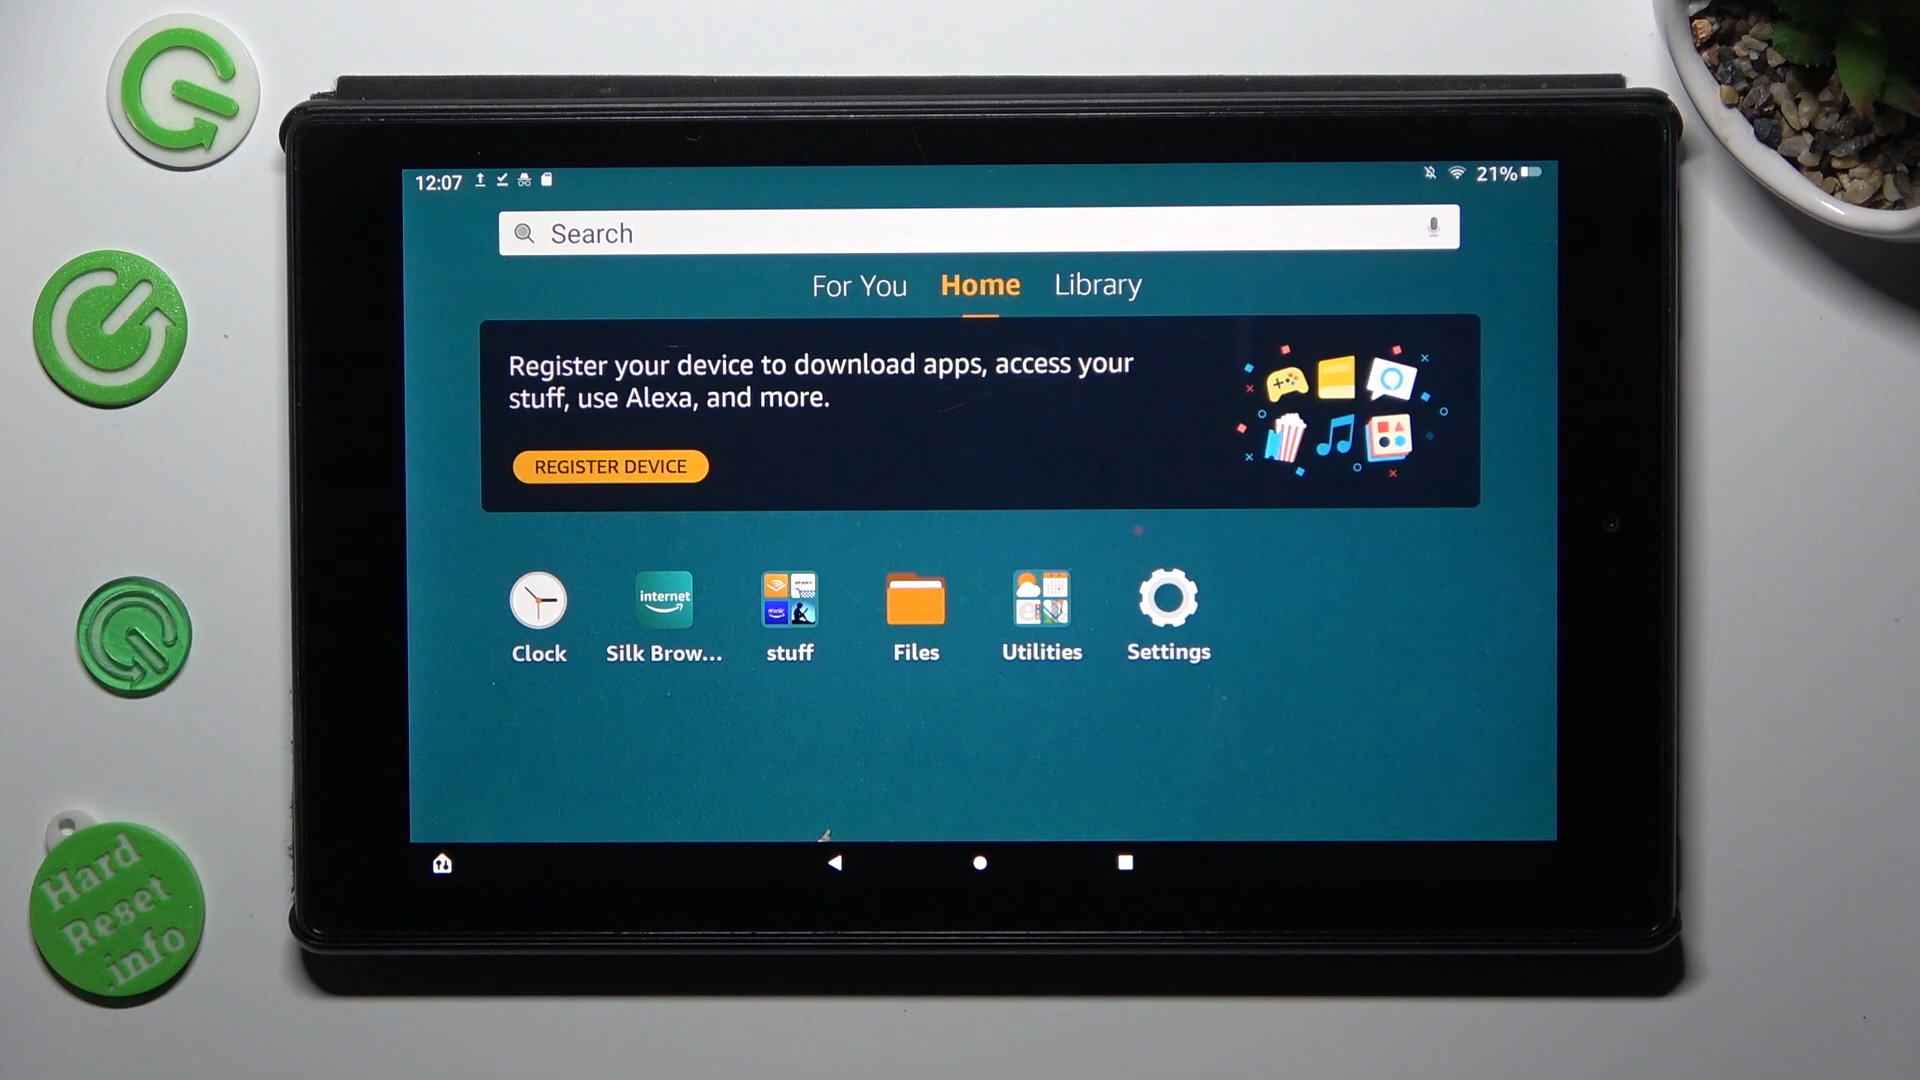 12:07
21%
Search
For You Home Library
Register your device to download apps, access your
stuff, use Alexa, and more.
REGISTER DEVICE
internet
music
Clock Silk Brow... stuff Files Utilities Settings
Hard
Reset
.info